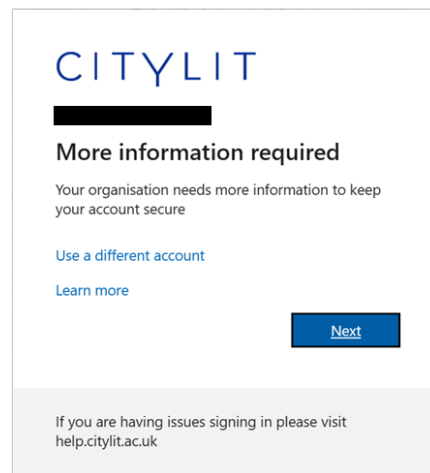 CITYLIT
More information required
Your organisation needs more information to keep
your account secure
Use a different account
Learn more
Next
If you are having issues signing in please visit
help.citylit.ac.uk